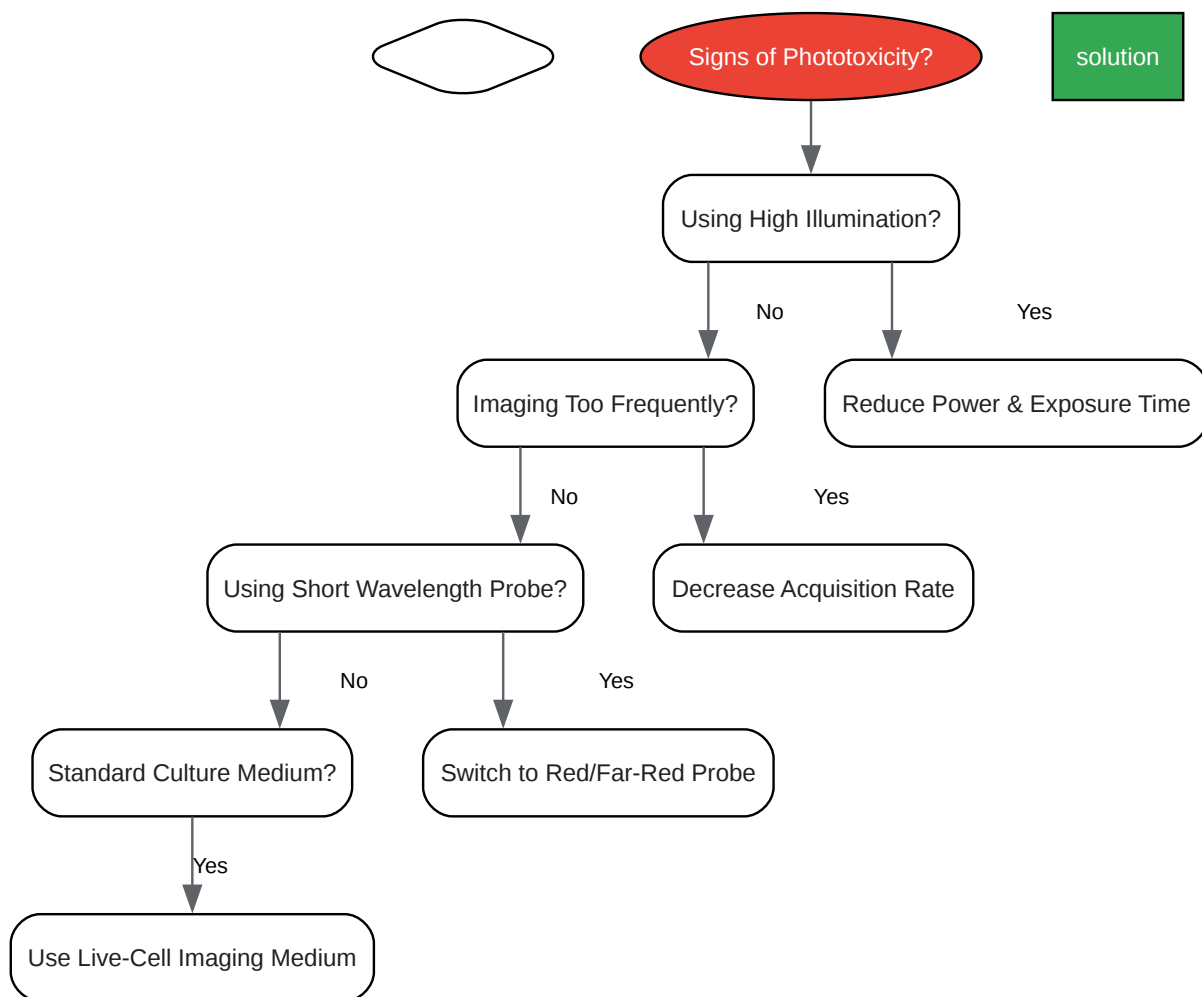 Signs of Phototoxicity?
solution
Using High Illumination?
No
Yes
Imaging Too Frequently?
Reduce Power & Exposure Time
No
Yes
Using Short Wavelength Probe?
Decrease Acquisition Rate
No
Yes
Standard Culture Medium?
Switch to Red/Far-Red Probe
Yes
Use Live-Cell Imaging Medium